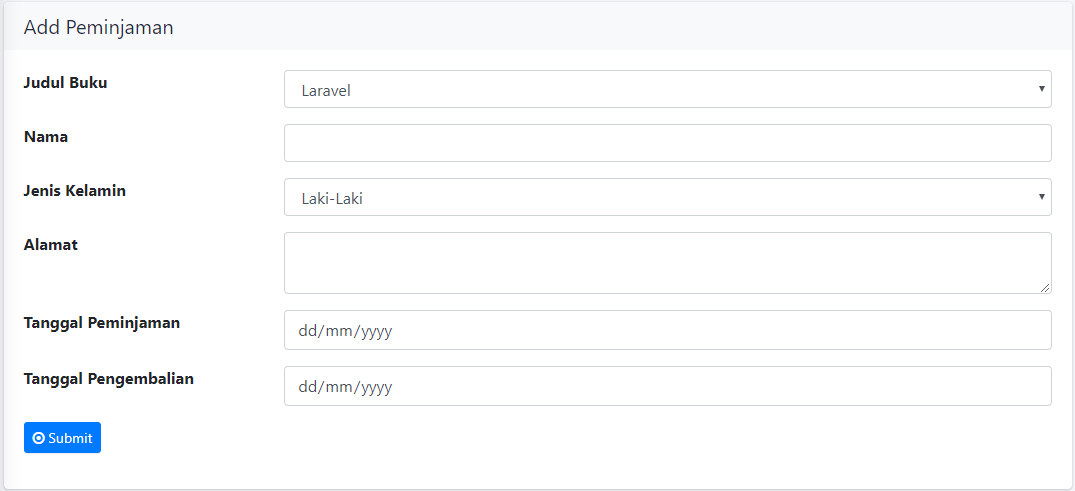 Add Peminjaman
Judul Buku
Laravel
Nama
Jenis Kelamin
Laki-Laki
Alamat
Tanggal Peminjaman
dd/mm/yyyy
Tanggal Pengembalian
dd/mm/yyyy
Submit